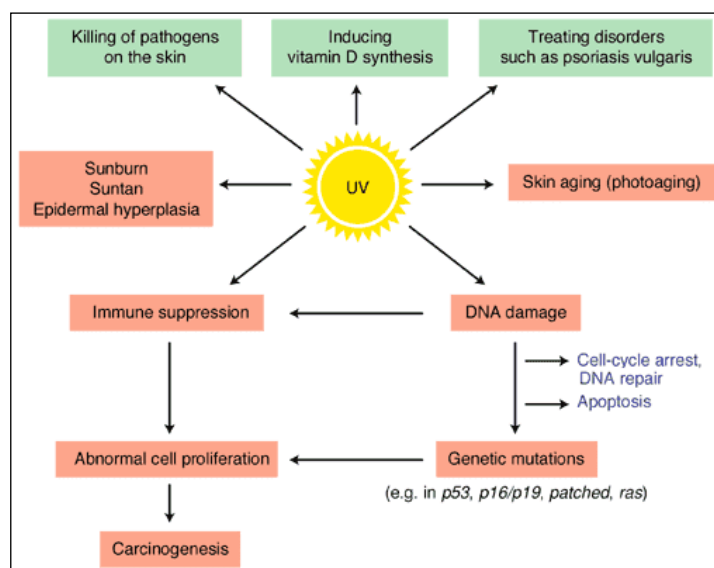 Killing of pathogens
on the skin
Inducing
vitamin D synthesis
Treating disorders
such as psoriasis vulgaris
Sunburn
Suntan
Epidermal hyperplasia
UV
Skin aging (photoaging)
Immune suppression
DNA damage
Cell-cycle arrest,
DNA repair
Apoptosis
Abnormal cell proliferation
Genetic mutations
(e.g. in p53, p16/p19, patched, ras)
Carcinogenesis